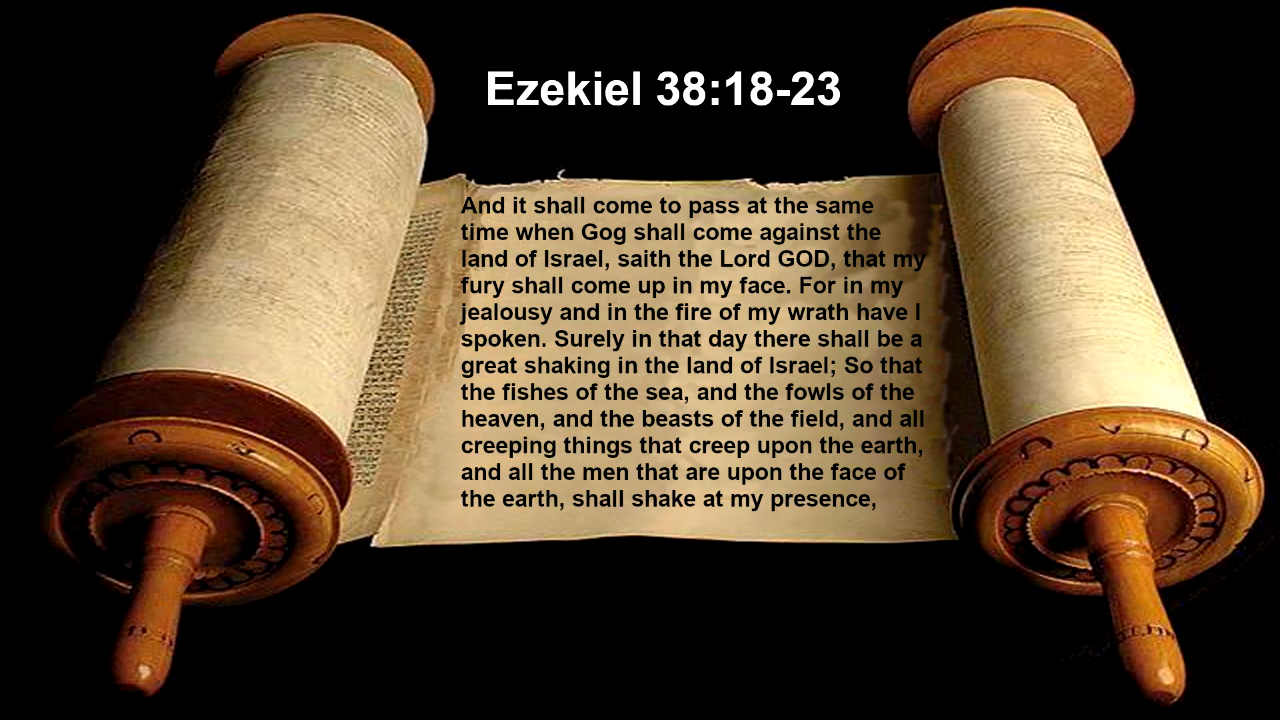 Ezekiel 38:18-23
And it shall come to pass at the same
time when Gog shall come against the
land of Israel, saith the Lord GOD, that my
fury shall come up in my face. For in my
jealousy and in the fire of my wrath have I
spoken. Surely in that day there shall be a
great shaking in the land of Israel; So that
the fishes of the sea, and the fowls of the
heaven, and the beasts of the field, and all
creeping things that creep upon the earth,
and all the men that are upon the face of
the earth, shall shake at my presence,